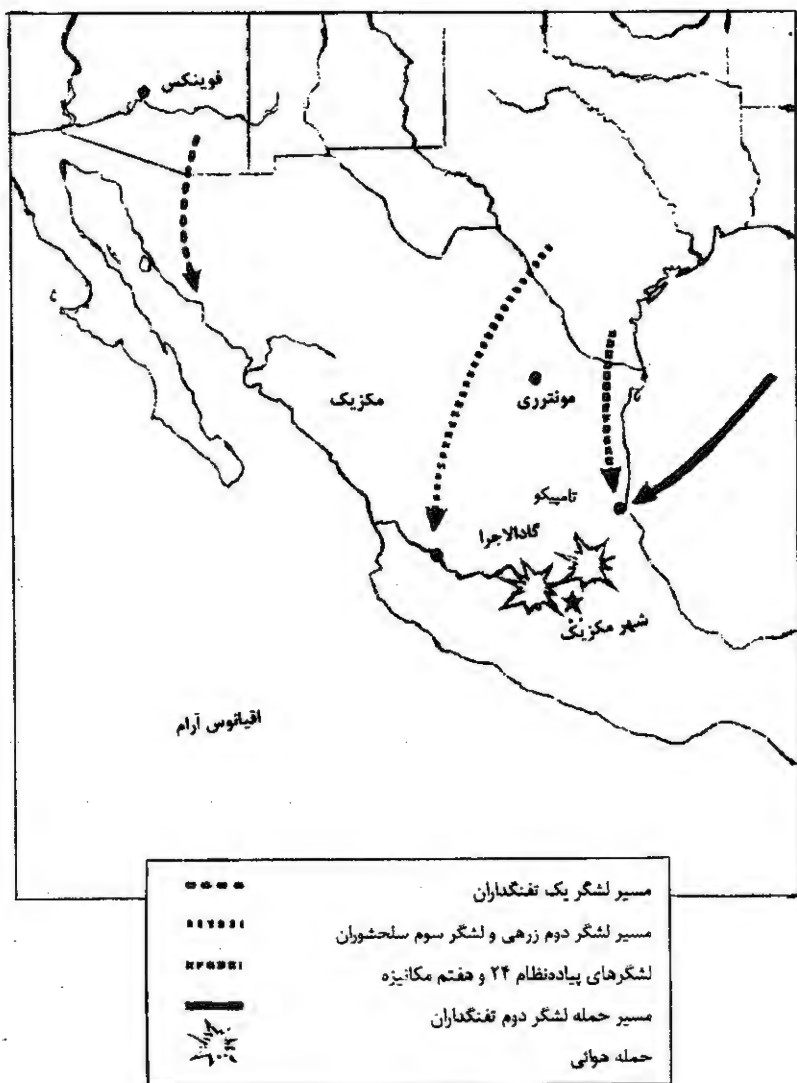 فوینکس
مکزیک
مونترری
تامپیکو
گادالاجرا
شهر مکزیک
اقیانوس آرام
مسیر لشگر یک تفنگداران
مسیر لشگر دوم زرهی و لشگر سوم سلحشوران
لشگرهای پیاده‌نظام ۲۴ و هفتم مکانیزه
مسیر حمله لشگر دوم تفنگداران
حمله هوائی